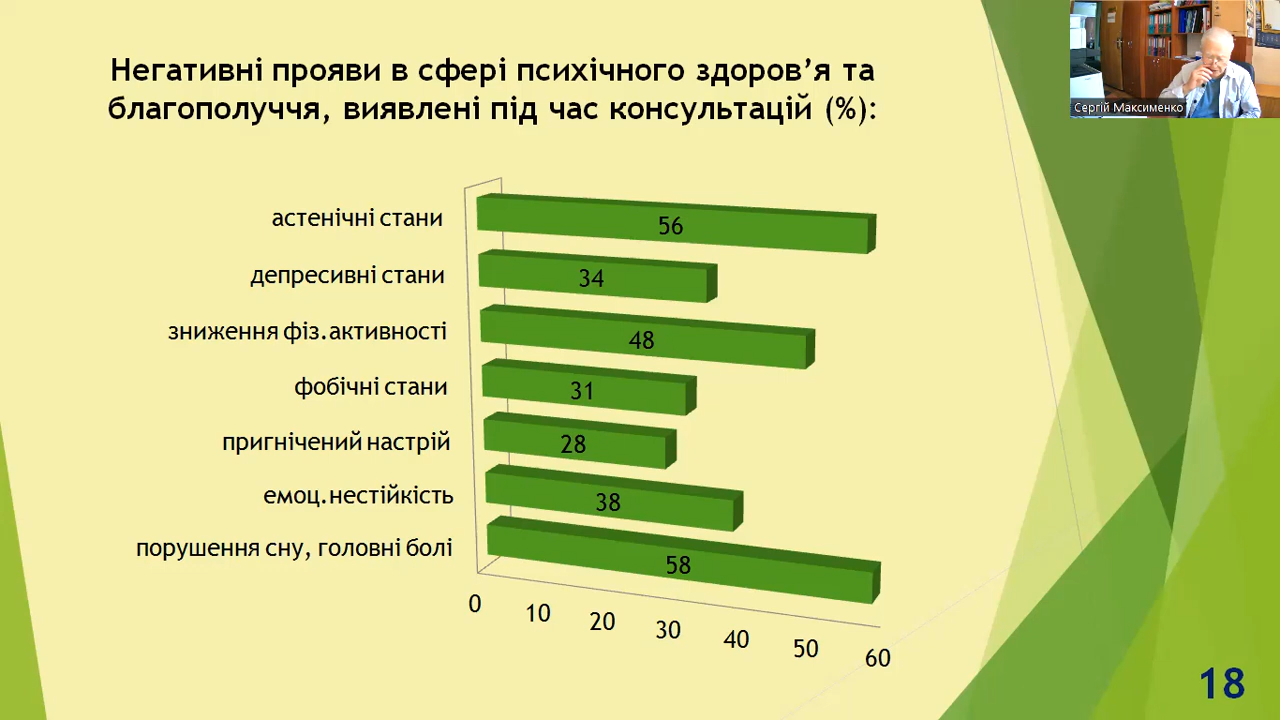 Негативні прояви в сфері психічного здоров’я та
благополуччя, виявлені під час консультацій (%):
Сергій Максименко
астенічні стани
56
депресивні стани
34
зниження фіз.активності
48
фобічні стани
31
пригнічений настрій
28
емоц.нестійкість
38
порушення сну, головні болі
58
0 10 20 30 40 50 60
18